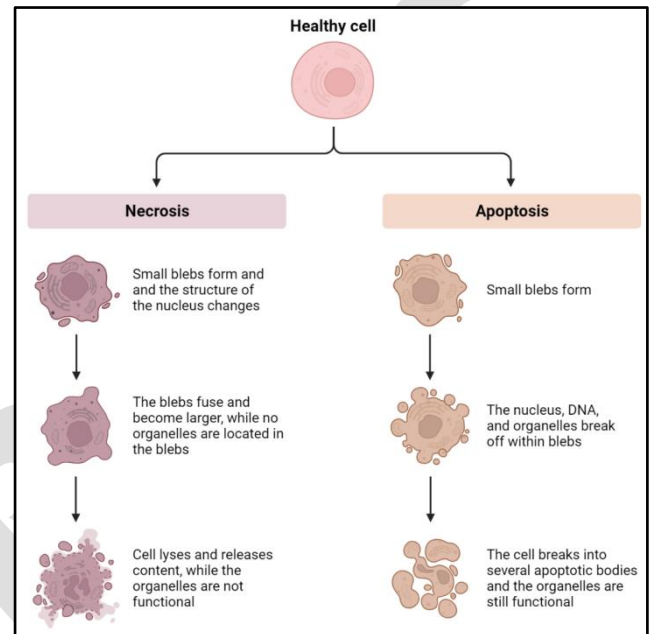 Healthy cell
Necrosis
Apoptosis
Small blebs form and
and the structure of
the nucleus changes
Small blebs form
The blebs fuse and
become larger, while no
organelles are located in
the blebs
The nucleus, DNA,
and organelles break
off within blebs
Cell lyses and releases
content, while the
organelles are not
functional
The cell breaks into
several apoptotic bodies
and the organelles are
still functional